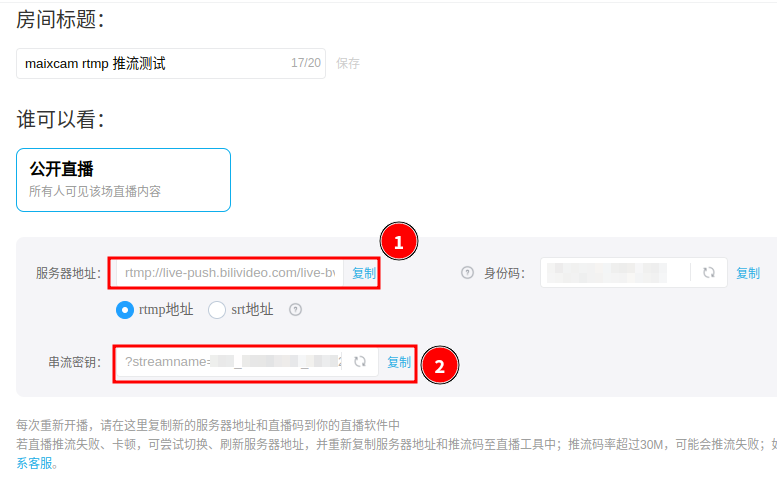 房间标题：
maixcam rtmp 推流测试 17/20 保存
谁可以看：
公开直播
所有人可见该场直播内容
1
服务器地址： rtmp://live-push.bilivideo.com/live-bv 复制 ? 身份码： 复制
rtmp地址 srt地址 ?
串流密钥： ?streamname= 复制 2
每次重新开播，请在这里复制新的服务器地址和直播码到你的直播软件中
若直播推流失败、卡顿，可尝试切换、刷新服务器地址，并重新复制服务器地址和推流码至直播工具中；推流码率超过30M，可能会推流失败；
系客服。